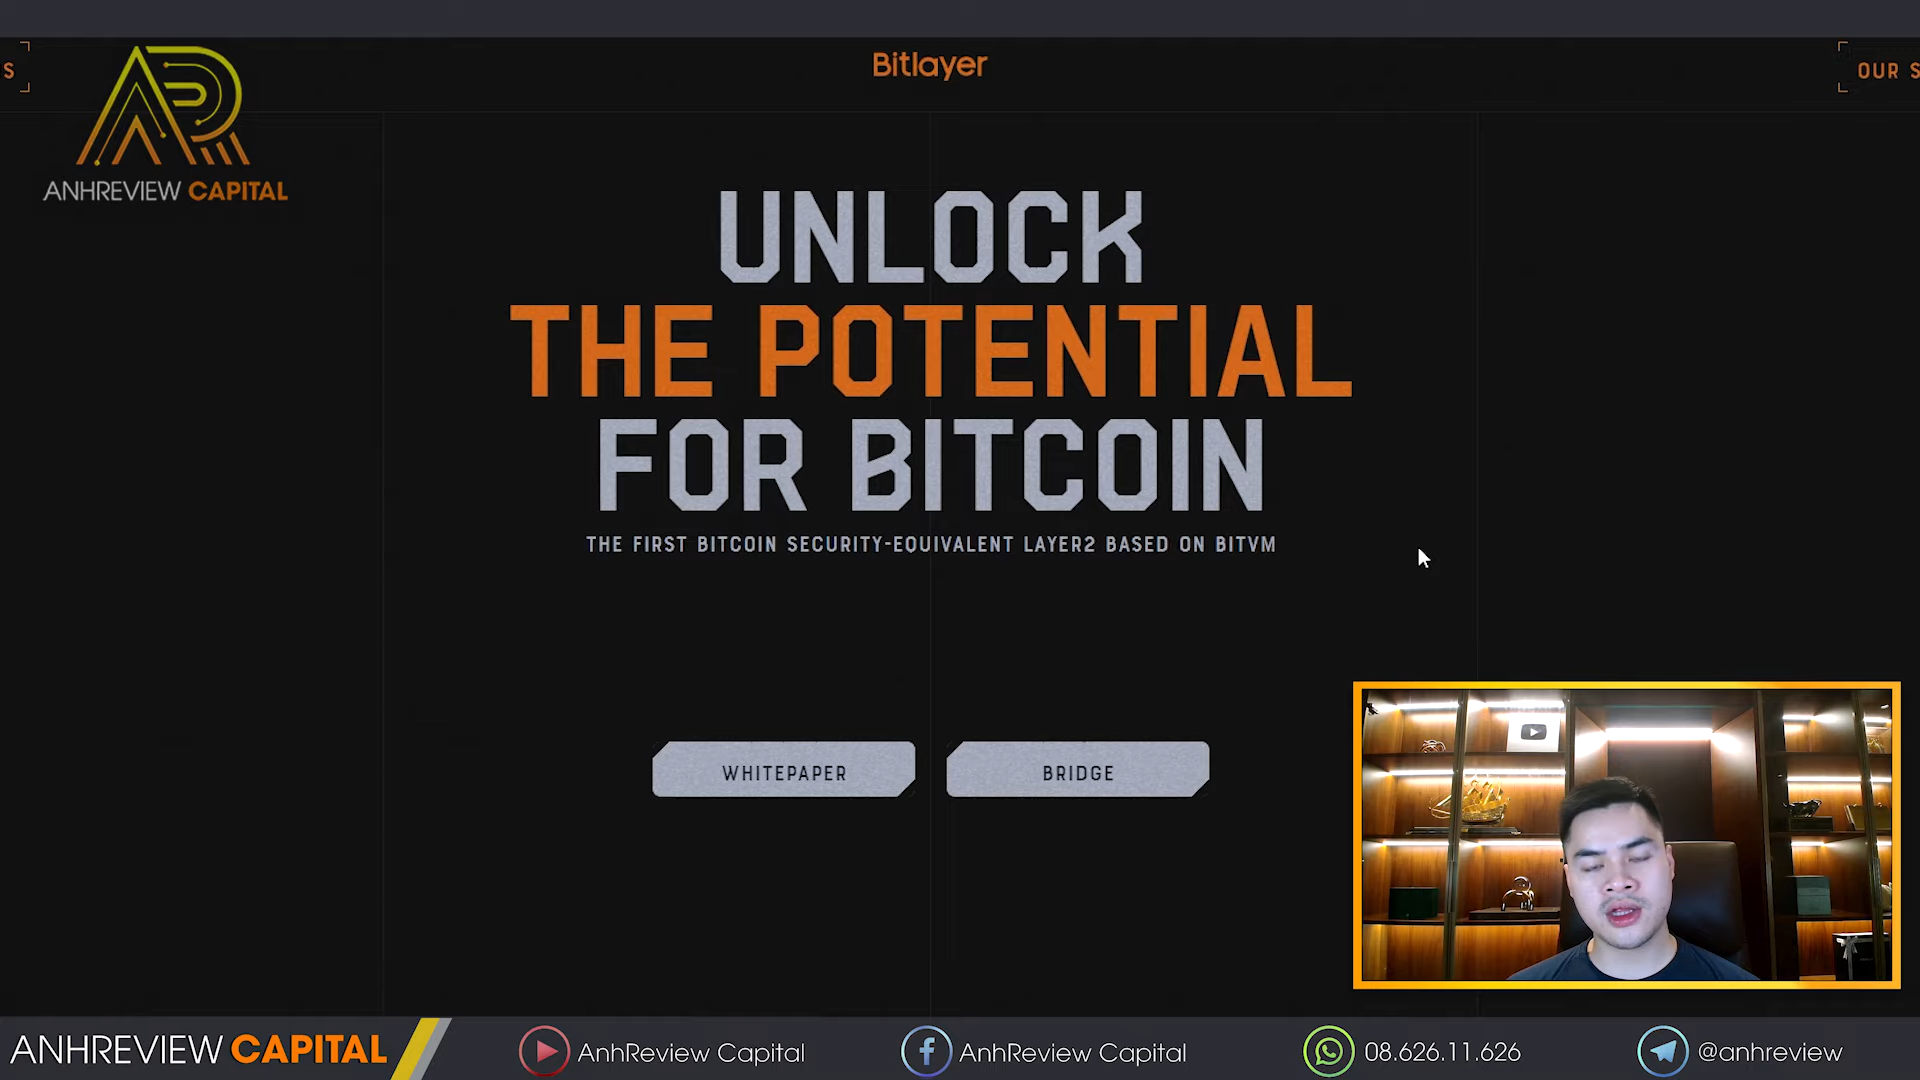 S
Bitlayer
OUR S
ANHREVIEW CAPITAL
UNLOCK
THE POTENTIAL
FOR BITCOIN
THE FIRST BITCOIN SECURITY-EQUIVALENT LAYER2 BASED ON BITVM
WHITEPAPER
BRIDGE
ANHREVIEW CAPITAL
AnhReview Capital
AnhReview Capital
08.626.11.626
@anhreview